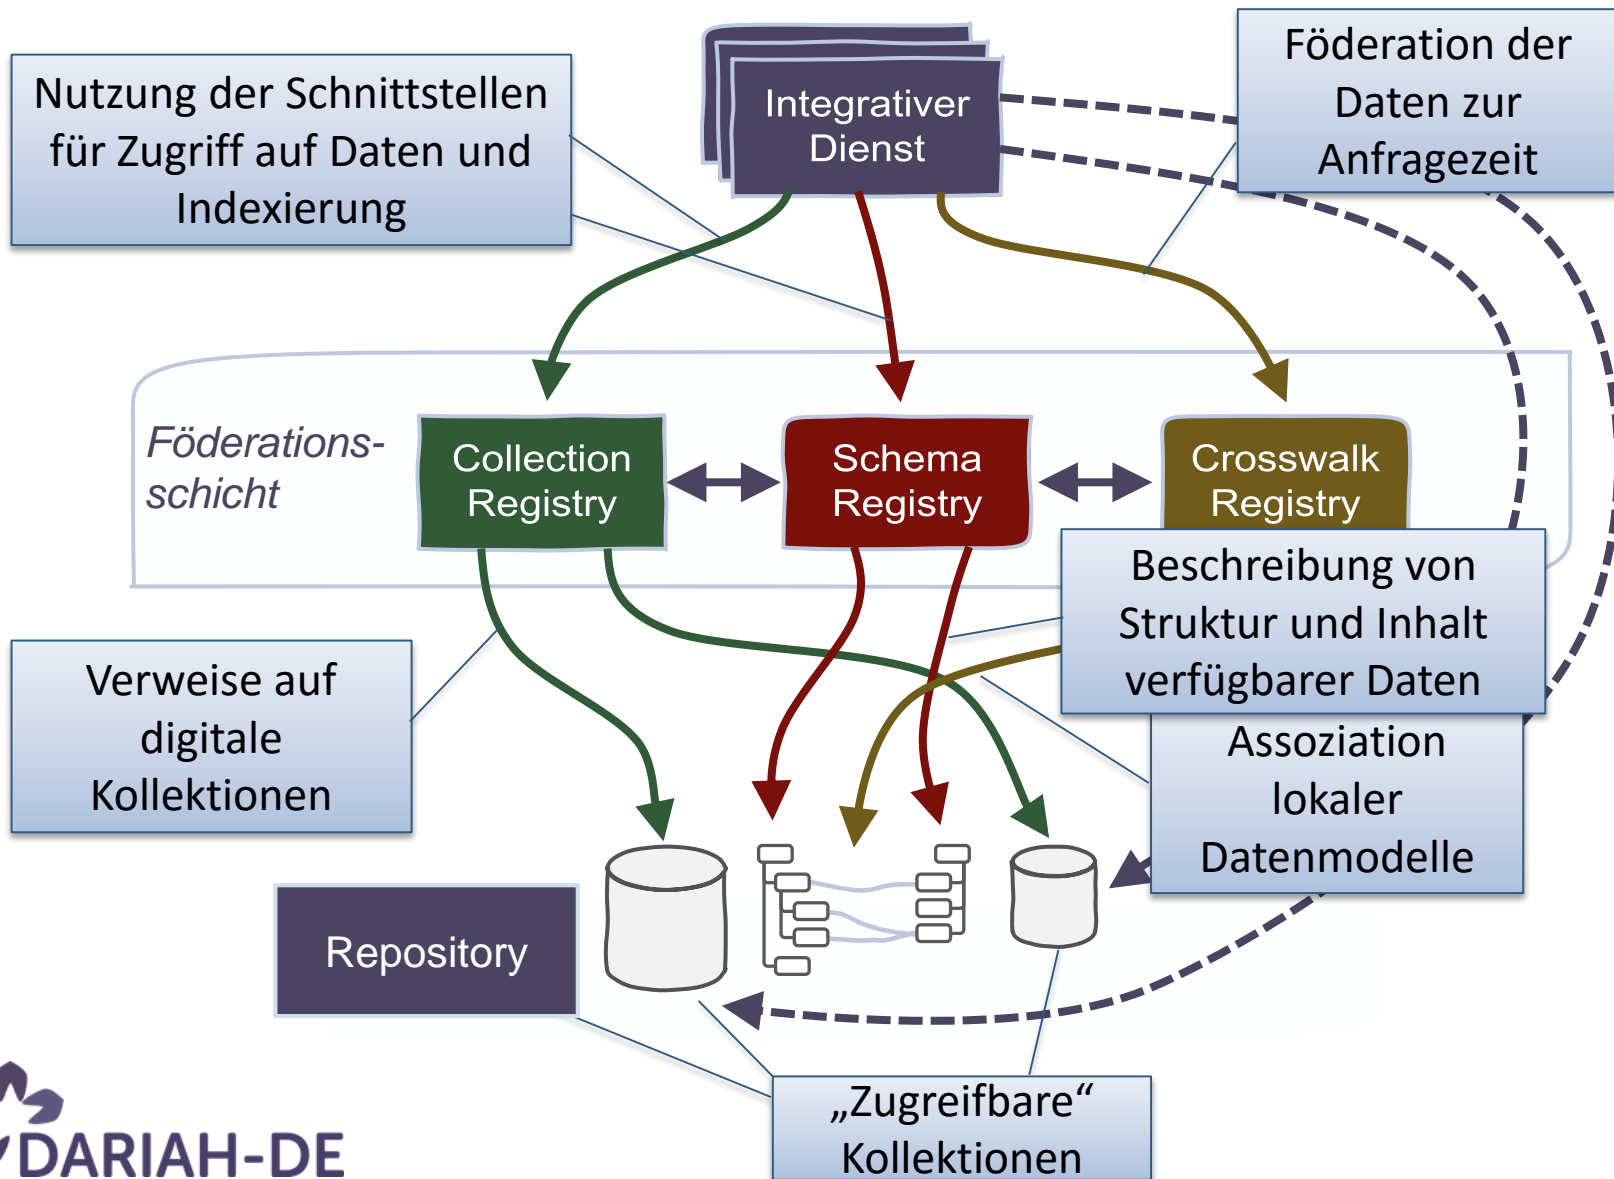 Nutzung der Schnittstellen
für Zugriff auf Daten und
Indexierung
Integrativer
Dienst
Föderation der
Daten zur
Anfragezeit
Föderations-
schicht
Collection
Registry
Schema
Registry
Crosswalk
Registry
Beschreibung von
Struktur und Inhalt
verfügbarer Daten
Verweise auf
digitale
Kollektionen
Assoziation
lokaler
Datenmodelle
Repository
„Zugreifbare“
Kollektionen
DARIAH-DE